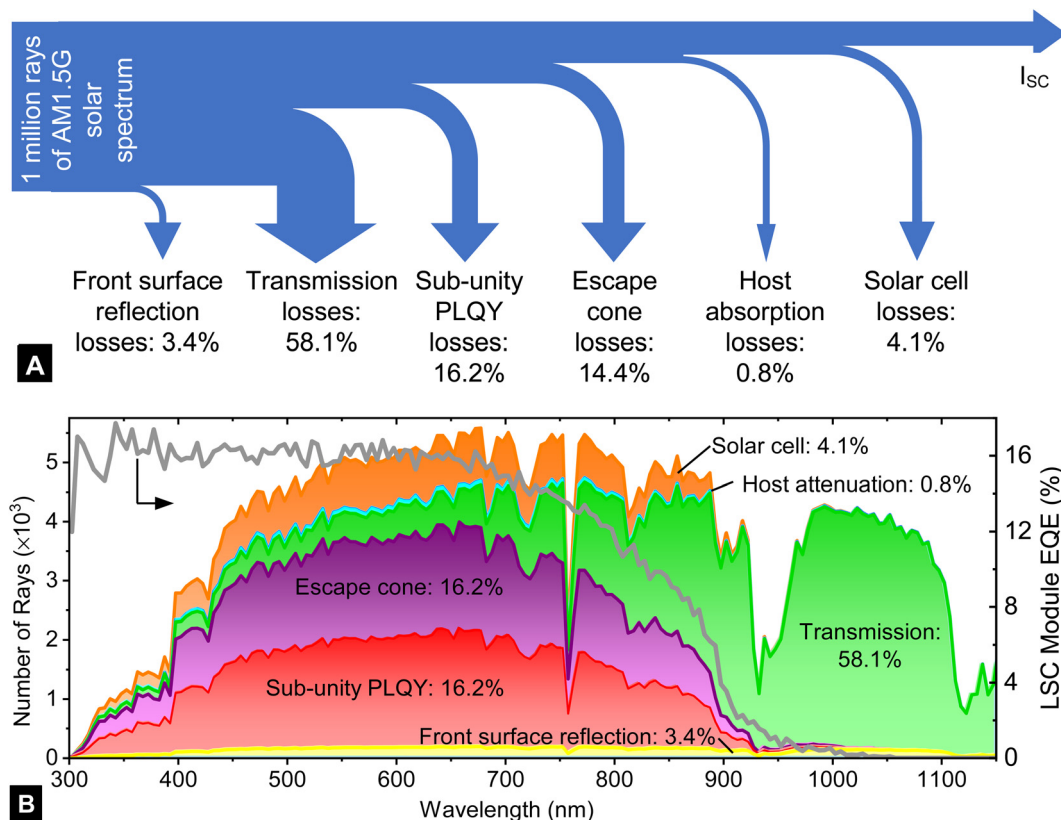 1 million rays
of AM1.5G
solar
spectrum
I_SC
Front surface
reflection
losses: 3.4%
Transmission
losses:
58.1%
Sub-unity
PLQY
losses:
16.2%
Escape
cone
losses:
14.4%
Host
absorption
losses:
0.8%
Solar cell
losses:
4.1%
A
Number of Rays (×10³)
5
4
3
2
1
0
Solar cell: 4.1%
Host attenuation: 0.8%
Escape cone: 16.2%
Transmission:
58.1%
Sub-unity PLQY: 16.2%
Front surface reflection: 3.4%
16
12
8
4
0
LSC Module EQE (%)
300 400 500 600 700 800 900 1000 1100
Wavelength (nm)
B